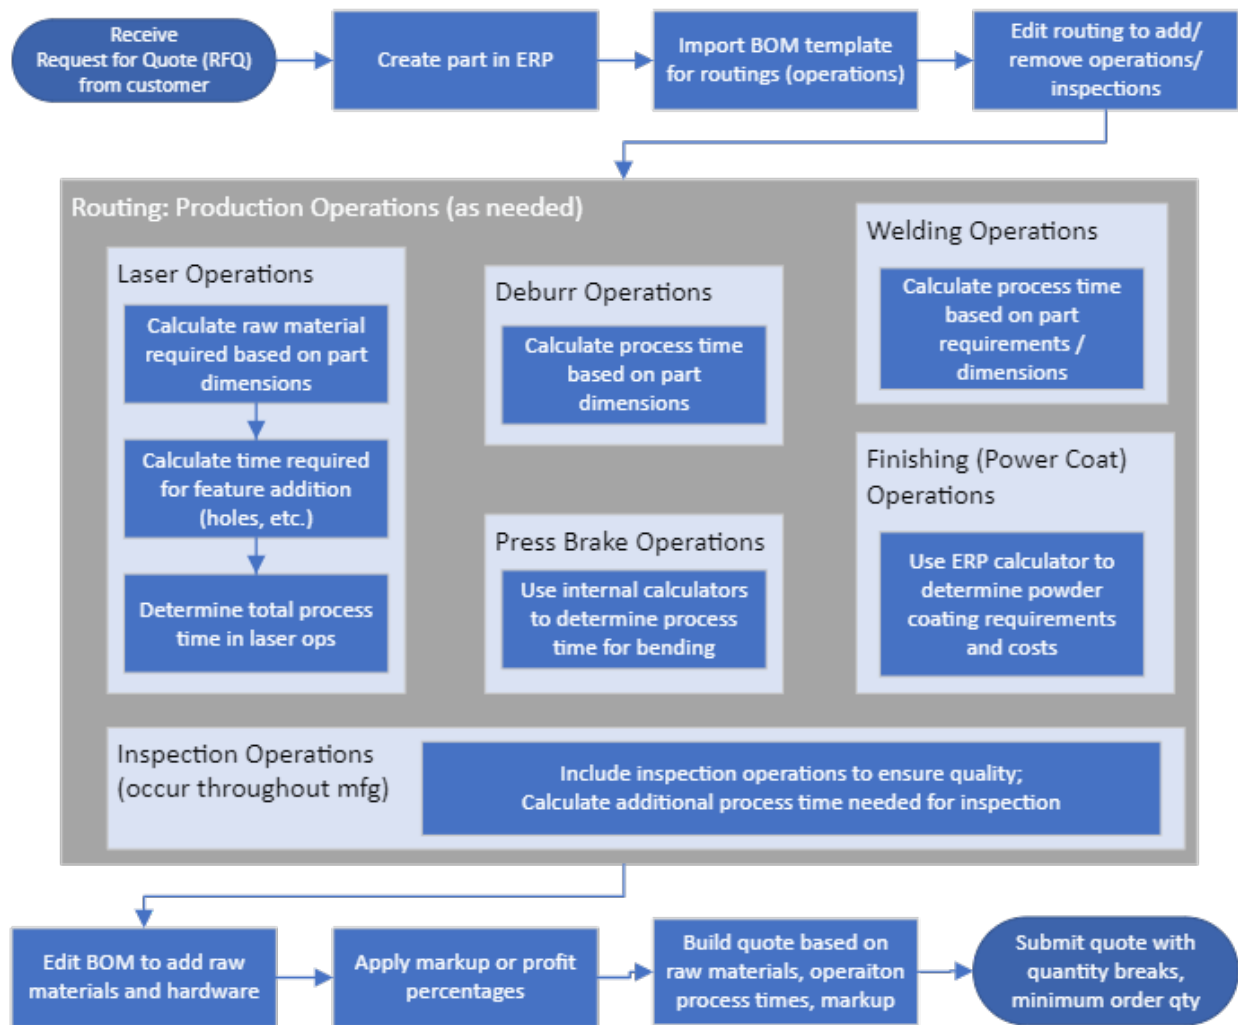 Receive
Request for Quote (RFQ)
from customer
Create part in ERP
Import BOM template
for routings (operations)
Edit routing to add/
remove operations/
inspections
Routing: Production Operations (as needed)
Laser Operations
Calculate raw material
required based on part
dimensions
Calculate time required
for feature addition
(holes, etc.)
Determine total process
time in laser ops
Deburr Operations
Calculate process time
based on part
dimensions
Press Brake Operations
Use internal calculators
to determine process
time for bending
Welding Operations
Calculate process time
based on part
requirements /
dimensions
Finishing (Power Coat)
Operations
Use ERP calculator to
determine powder
coating requirements
and costs
Inspection Operations
(occur throughout mfg)
Include inspection operations to ensure quality;
Calculate additional process time needed for inspection
Edit BOM to add raw
materials and hardware
Apply markup or profit
percentages
Build quote based on
raw materials, operaiton
process times, markup
Submit quote with
quantity breaks,
minimum order qty